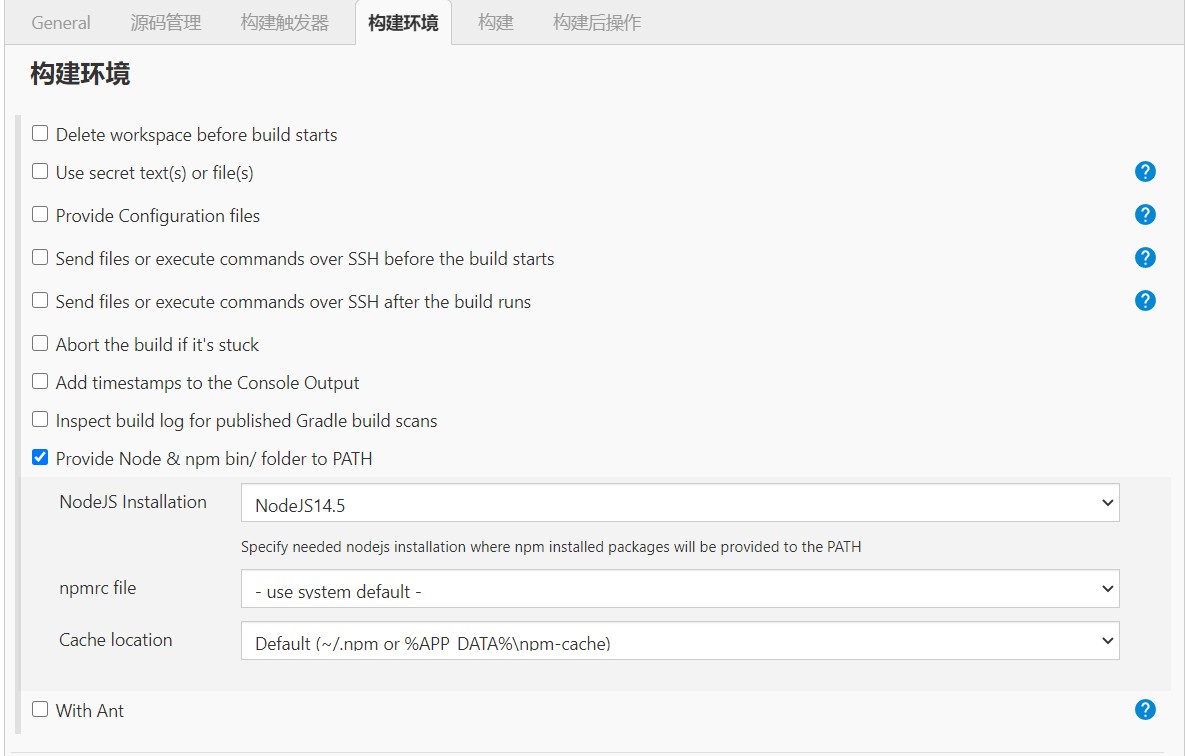 General 源码管理 构建触发器 构建环境 构建 构建后操作
构建环境
Delete workspace before build starts
Use secret text(s) or file(s)
Provide Configuration files
Send files or execute commands over SSH before the build starts
Send files or execute commands over SSH after the build runs
Abort the build if it's stuck
Add timestamps to the Console Output
Inspect build log for published Gradle build scans
Provide Node & npm bin/ folder to PATH
NodeJS Installation NodeJS14.5
Specify needed nodejs installation where npm installed packages will be provided to the PATH
npmrc file - use system default -
Cache location Default (~/.npm or %APP_DATA%\npm-cache)
With Ant